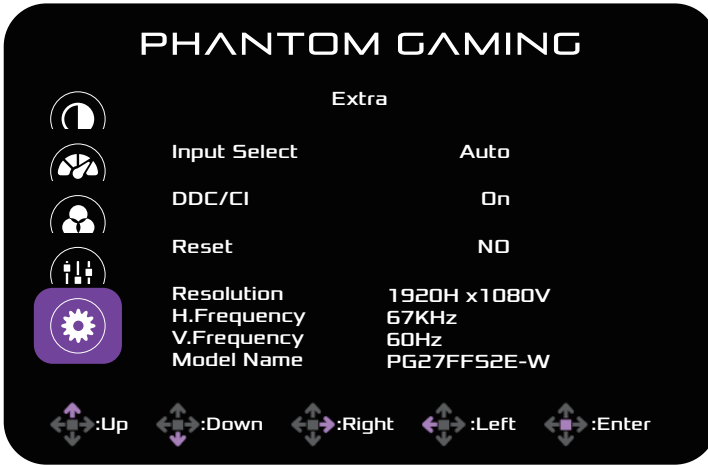 PHANTOM GAMING
Extra
Input Select Auto
DDC/CI On
Reset NO
Resolution 1920H x1080V
H.Frequency 67KHz
V.Frequency 60Hz
Model Name PG27FFS2E-W
:Up :Down :Right :Left :Enter